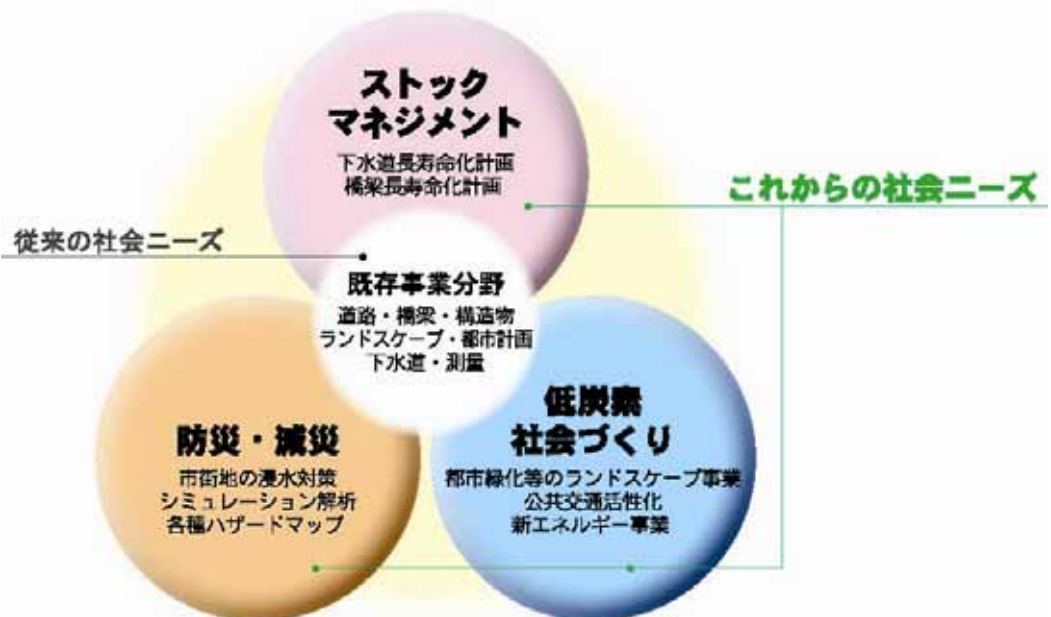 ストック
マネジメント
下水道長寿命化計画
橋梁長寿命化計画
これからの社会ニーズ
従来の社会ニーズ
既存事業分野
道路・橋梁・構造物
ランドスケープ・都市計画
下水道・測量
防災・減災
市街地の浸水対策
シミュレーション解析
各種ハザードマップ
低炭素
社会づくり
都市緑化等のランドスケープ事業
公共交通活性化
新エネルギー事業